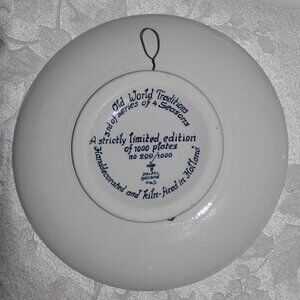 Old World Traditions
3rd of series of 4 Seasons
A strictly limited edition
of 1000 plates
no 209/1000
Handdecorated and kiln-fired in Holland